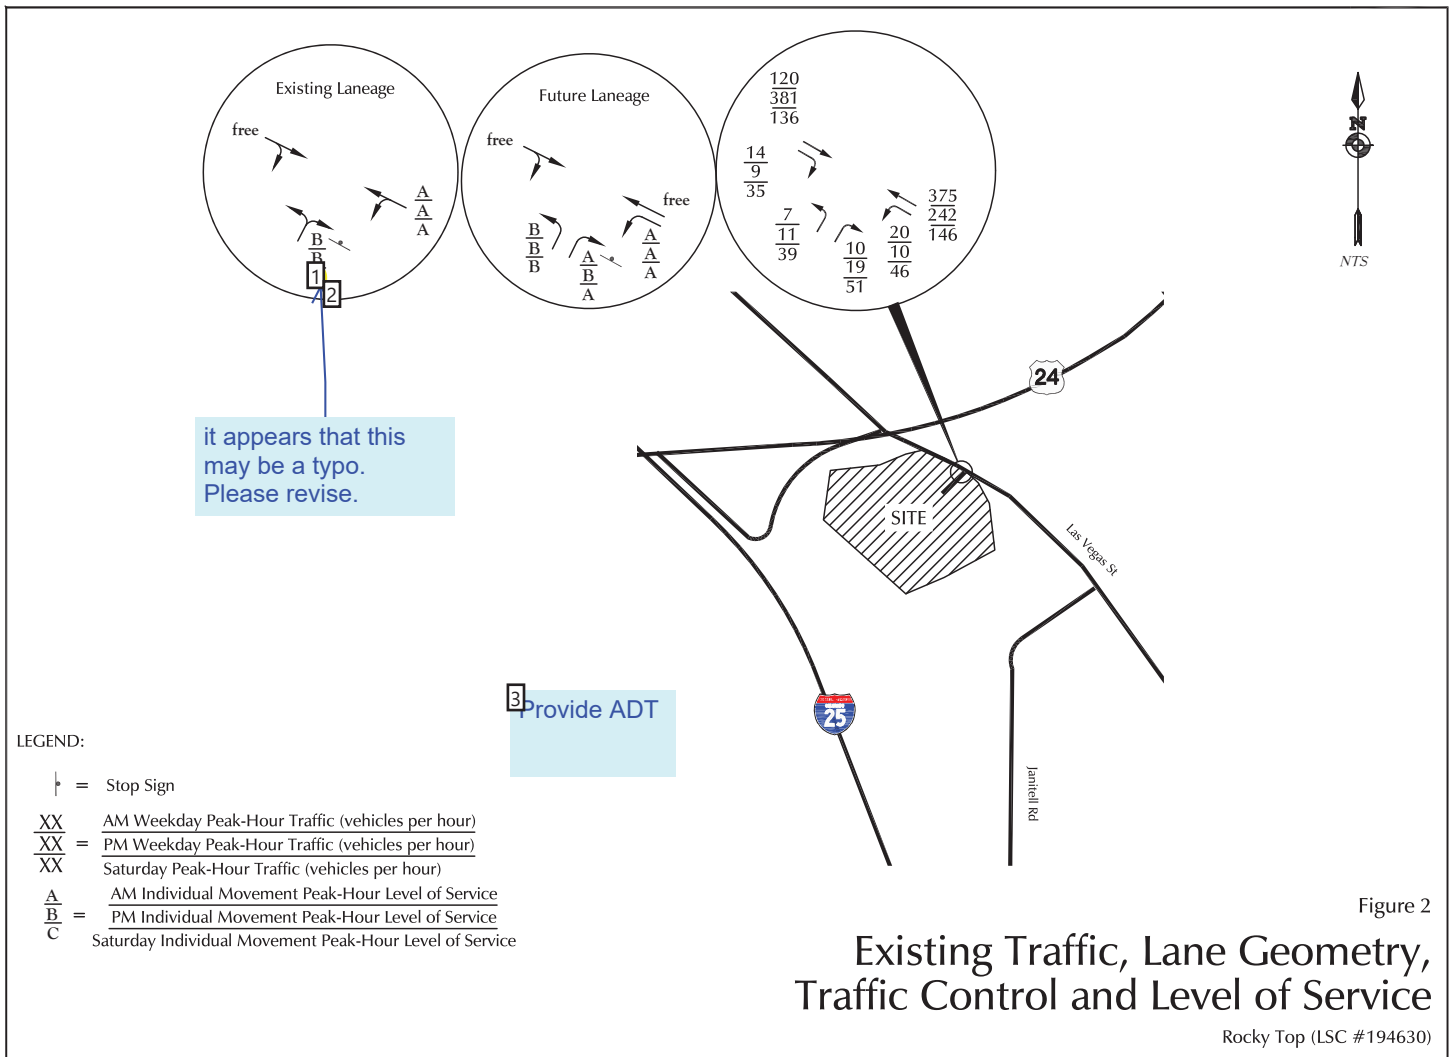 Existing Laneage
free
A
A
A
B
B
1
2
Future Laneage
free
free
B
B
B
A
B
A
A
A
A
120
381
136
14
9
35
7
11
39
10
19
51
20
10
46
375
242
146
N
NTS
it appears that this
may be a typo.
Please revise.
24
SITE
Las Vegas St
25
Janitell Rd
3
Provide ADT
LEGEND:
= Stop Sign
XX AM Weekday Peak-Hour Traffic (vehicles per hour)
XX = PM Weekday Peak-Hour Traffic (vehicles per hour)
XX Saturday Peak-Hour Traffic (vehicles per hour)
A AM Individual Movement Peak-Hour Level of Service
B = PM Individual Movement Peak-Hour Level of Service
C Saturday Individual Movement Peak-Hour Level of Service
Figure 2
Existing Traffic, Lane Geometry,
Traffic Control and Level of Service
Rocky Top (LSC #194630)